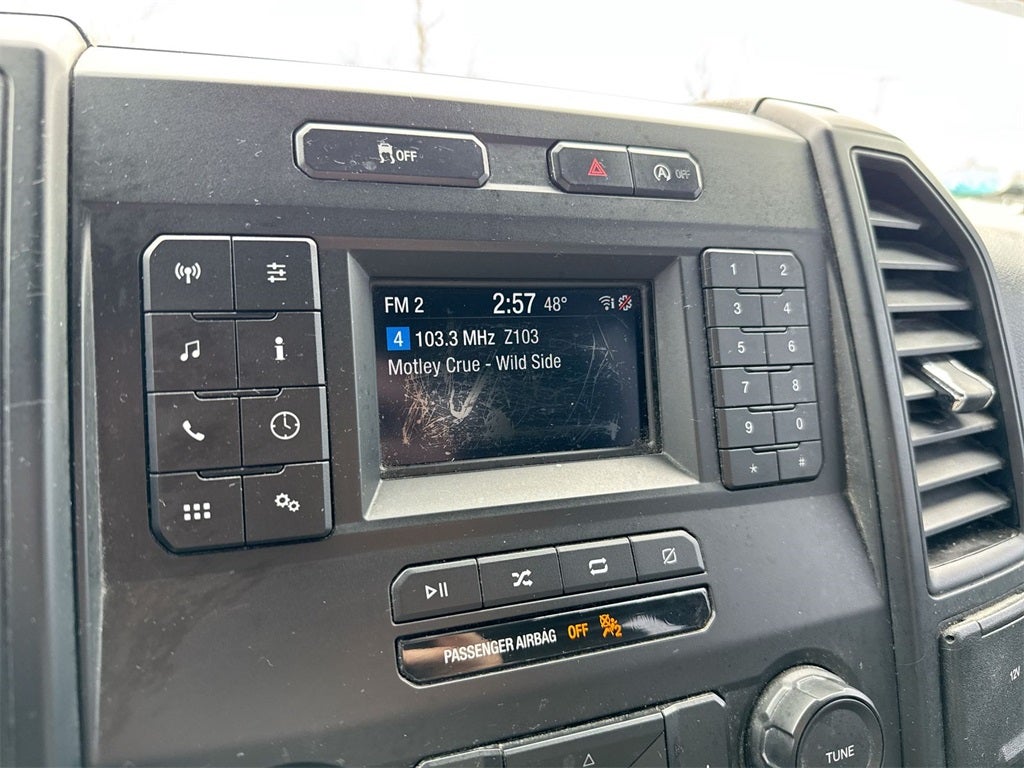 OFF
OFF
FM 2 2:57 48°
4 103.3 MHz Z103
Motley Crue - Wild Side
1 2
3 4
5 6
7 8
9 0
* #
PASSENGER AIRBAG OFF 2
TUNE
12V